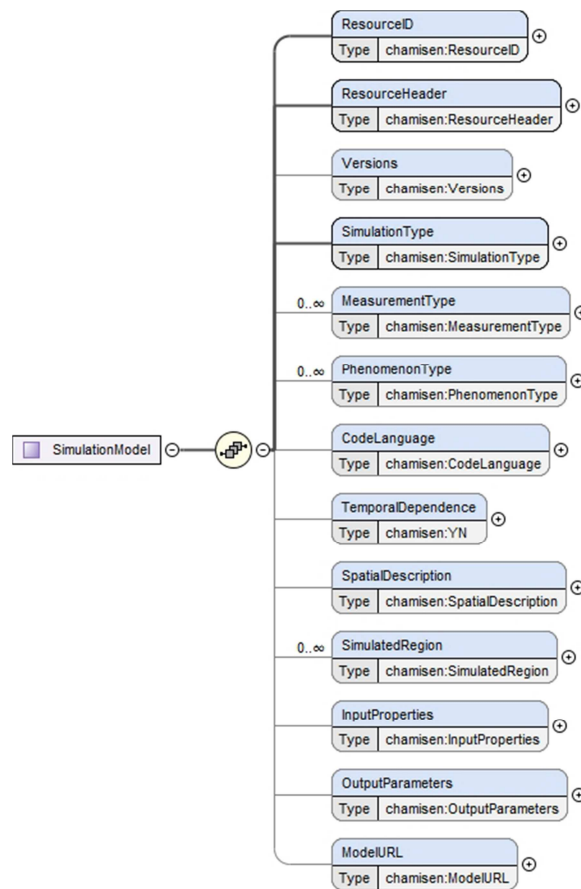 ResourceID
Type chamisen:ResourceID
ResourceHeader
Type chamisen:ResourceHeader
Versions
Type chamisen:Versions
SimulationType
Type chamisen:SimulationType
0..∞ MeasurementType
Type chamisen:MeasurementType
0..∞ PhenomenonType
Type chamisen:PhenomenonType
SimulationModel
CodeLanguage
Type chamisen:CodeLanguage
TemporalDependence
Type chamisen:YN
SpatialDescription
Type chamisen:SpatialDescription
0..∞ SimulatedRegion
Type chamisen:SimulatedRegion
InputProperties
Type chamisen:InputProperties
OutputParameters
Type chamisen:OutputParameters
ModelURL
Type chamisen:ModelURL